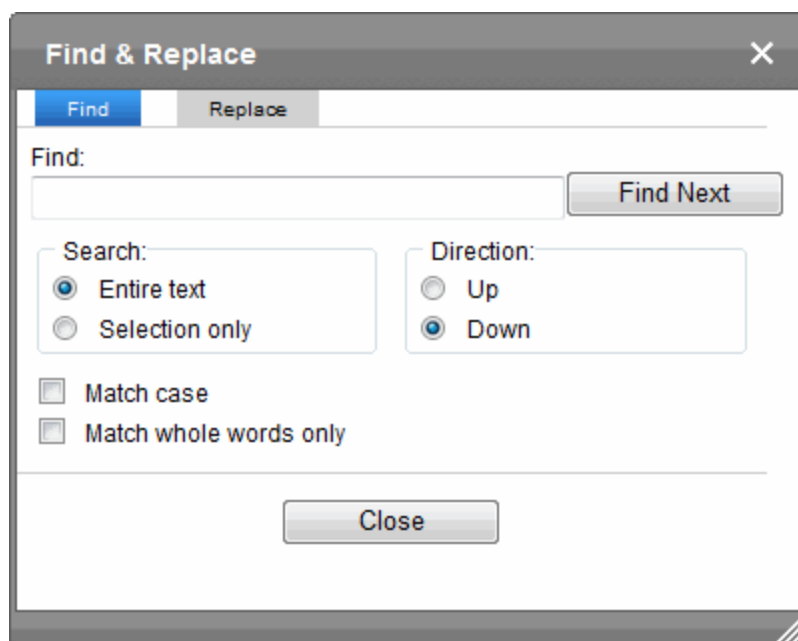 Find & Replace
Find Replace
Find:
Find Next
Search: Direction:
Entire text Up
Selection only Down
Match case
Match whole words only
Close